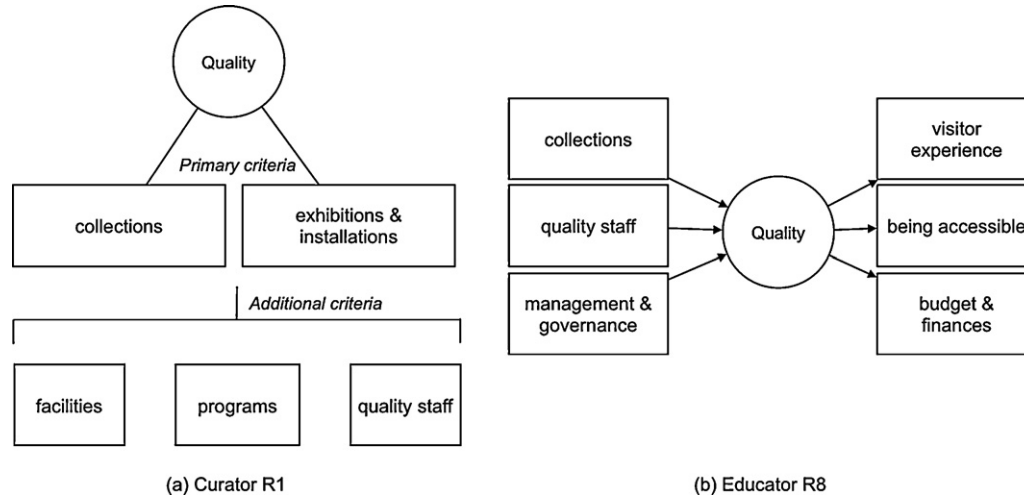 Quality
Primary criteria
collections
exhibitions &
installations
Additional criteria
facilities
programs
quality staff
(a) Curator R1
collections
quality staff
management &
governance
Quality
visitor
experience
being accessible
budget &
finances
(b) Educator R8